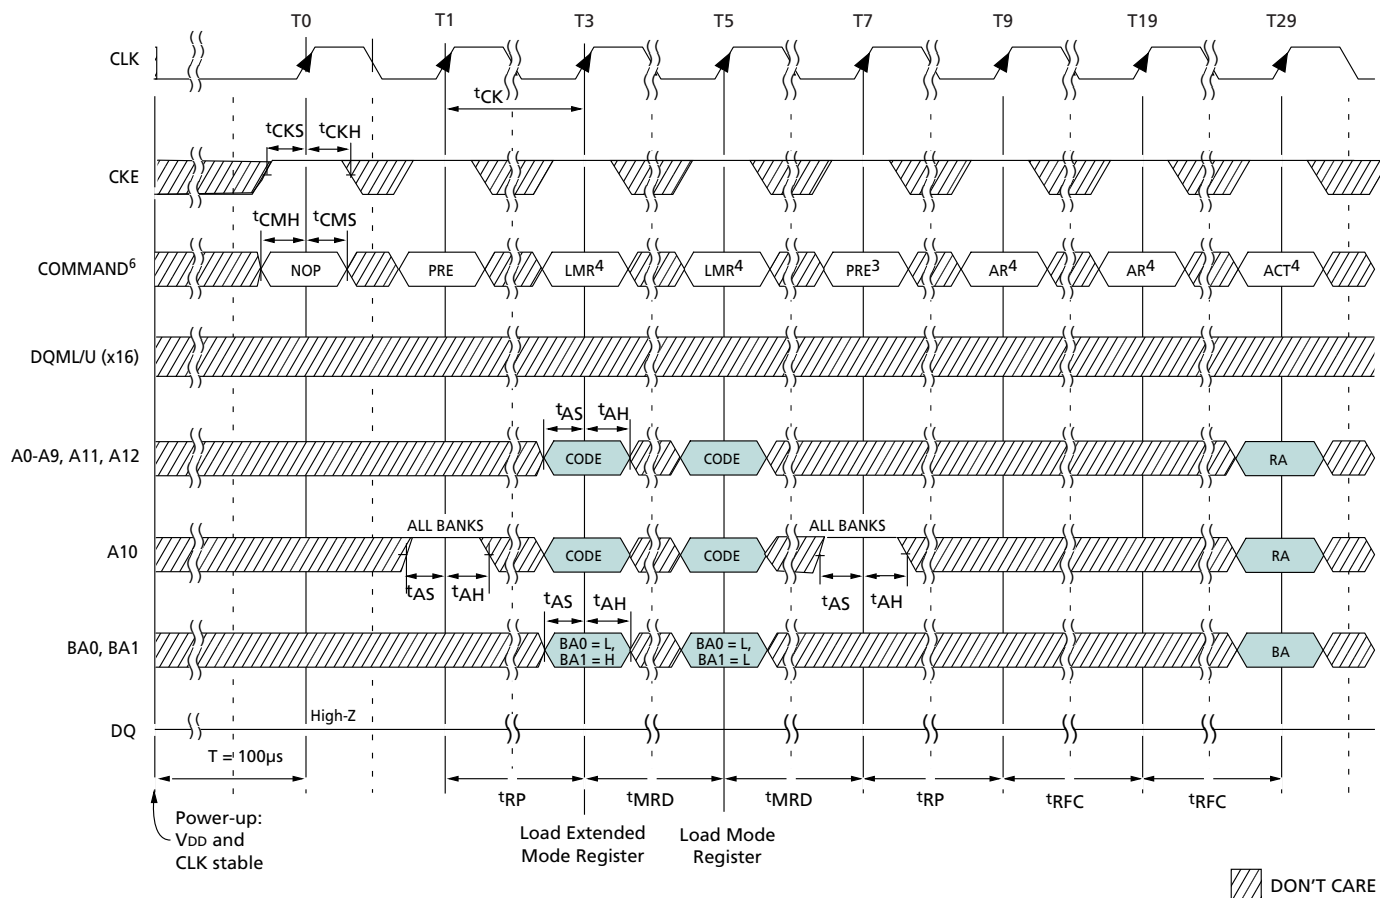 T0 T1 T3 T5 T7 T9 T19 T29
CLK
tCK
tCKS tCKH
CKE
tCMH tCMS
COMMAND6 NOP PRE LMR4 LMR4 PRE3 AR4 AR4 ACT4
DQML/U (x16)
tAS tAH
A0-A9, A11, A12 CODE CODE RA
ALL BANKS ALL BANKS
A10 CODE CODE RA
tAS tAH tAS tAH
tAS tAH
BA0, BA1 BA0 = L, BA1 = H BA0 = L, BA1 = L BA
High-Z
DQ
T = 100µs
tRP tMRD tMRD tRP tRFC tRFC
Power-up:
VDD and
CLK stable
Load Extended
Mode Register
Load Mode
Register
DON'T CARE